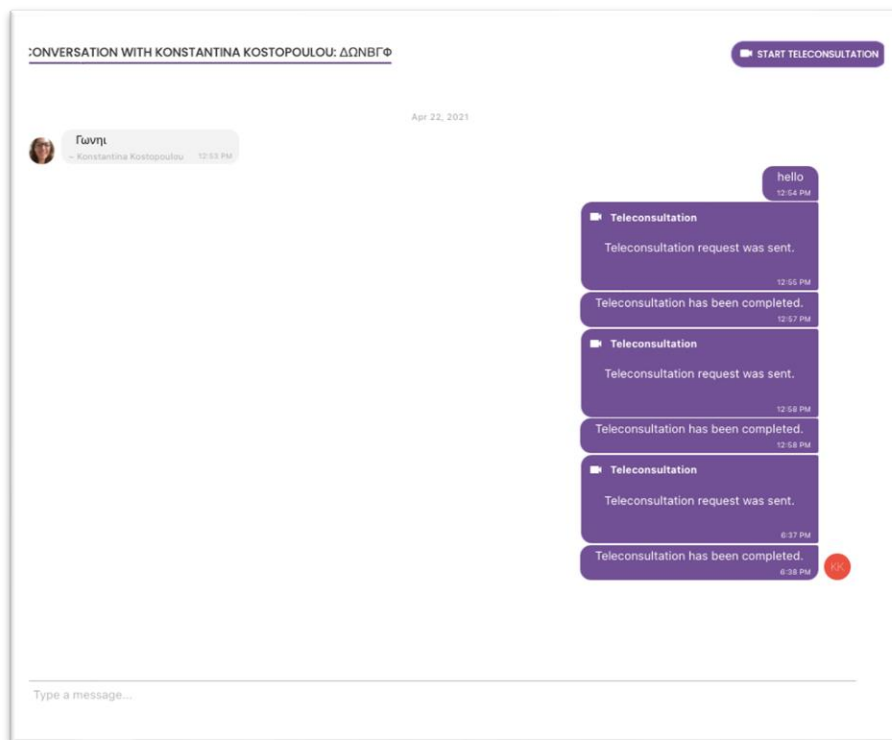 :ONVERSATION WITH KONSTANTINA KOSTOPOULOU: ΔΩΝΒΓΦ
START TELECONSULTATION
Apr 22, 2021
Γωνηι
- Konstantina Kostopoulou 12:53 PM
hello
12:54 PM
Teleconsultation
Teleconsultation request was sent.
12:55 PM
Teleconsultation has been completed.
12:57 PM
Teleconsultation
Teleconsultation request was sent.
12:58 PM
Teleconsultation has been completed.
12:58 PM
Teleconsultation
Teleconsultation request was sent.
6:37 PM
Teleconsultation has been completed.
6:38 PM
KK
Type a message...